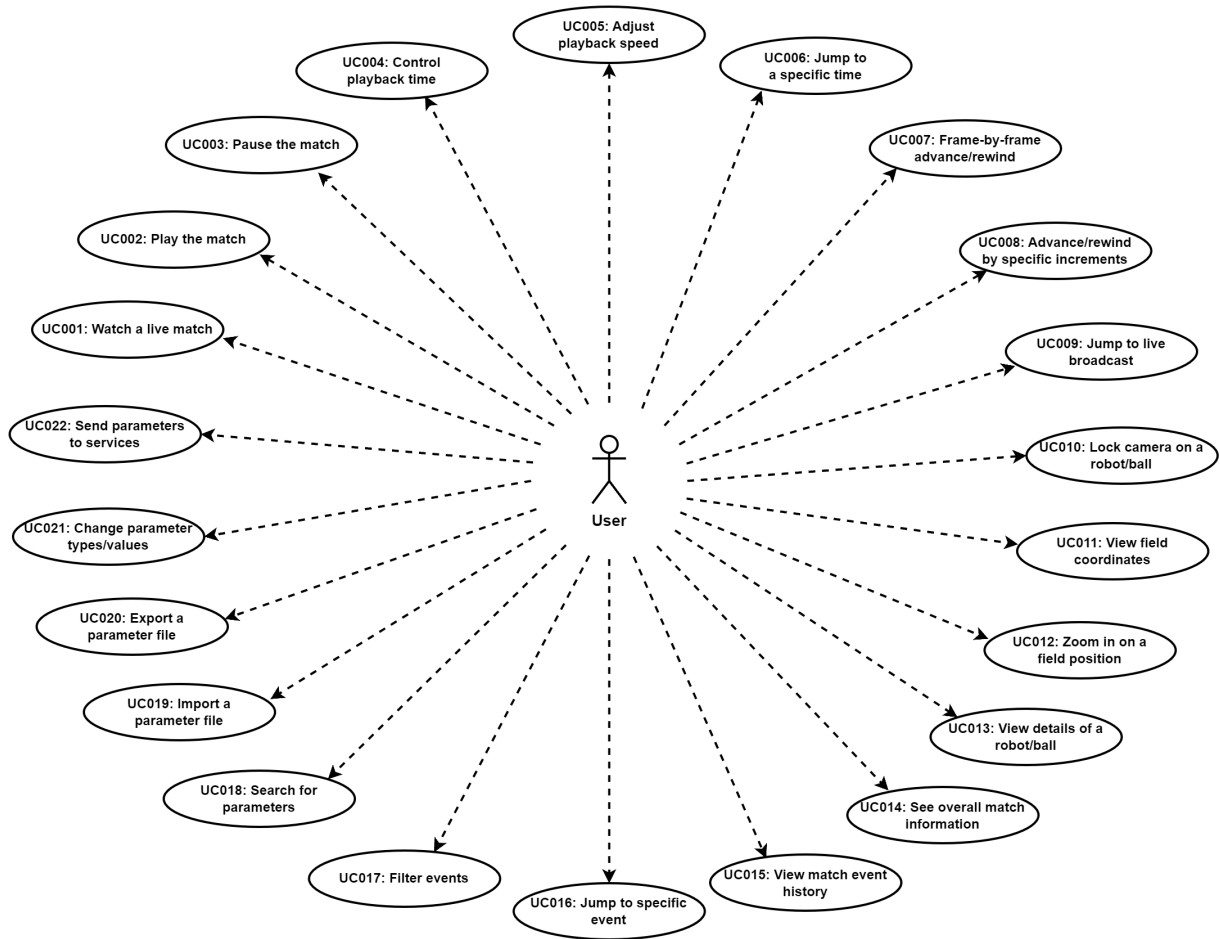 UC005: Adjust
playback speed
UC004: Control
playback time
UC006: Jump to
a specific time
UC003: Pause the match
UC007: Frame-by-frame
advance/rewind
UC002: Play the match
UC008: Advance/rewind
by specific increments
UC001: Watch a live match
UC009: Jump to live
broadcast
UC022: Send parameters
to services
UC010: Lock camera on a
robot/ball
User
UC021: Change parameter
types/values
UC011: View field
coordinates
UC020: Export a
parameter file
UC012: Zoom in on a
field position
UC019: Import a
parameter file
UC013: View details of a
robot/ball
UC018: Search for
parameters
UC014: See overall match
information
UC017: Filter events
UC015: View match event
history
UC016: Jump to specific
event